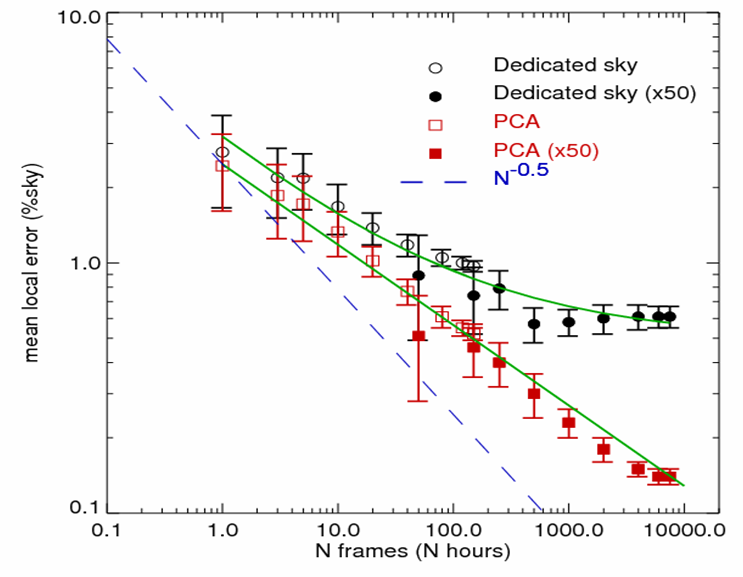 10.0
Dedicated sky
Dedicated sky (x50)
PCA
PCA (x50)
N-0.5
mean local error (%sky)
1.0
0.1
0.1 1.0 10.0 100.0 1000.0 10000.0
N frames (N hours)